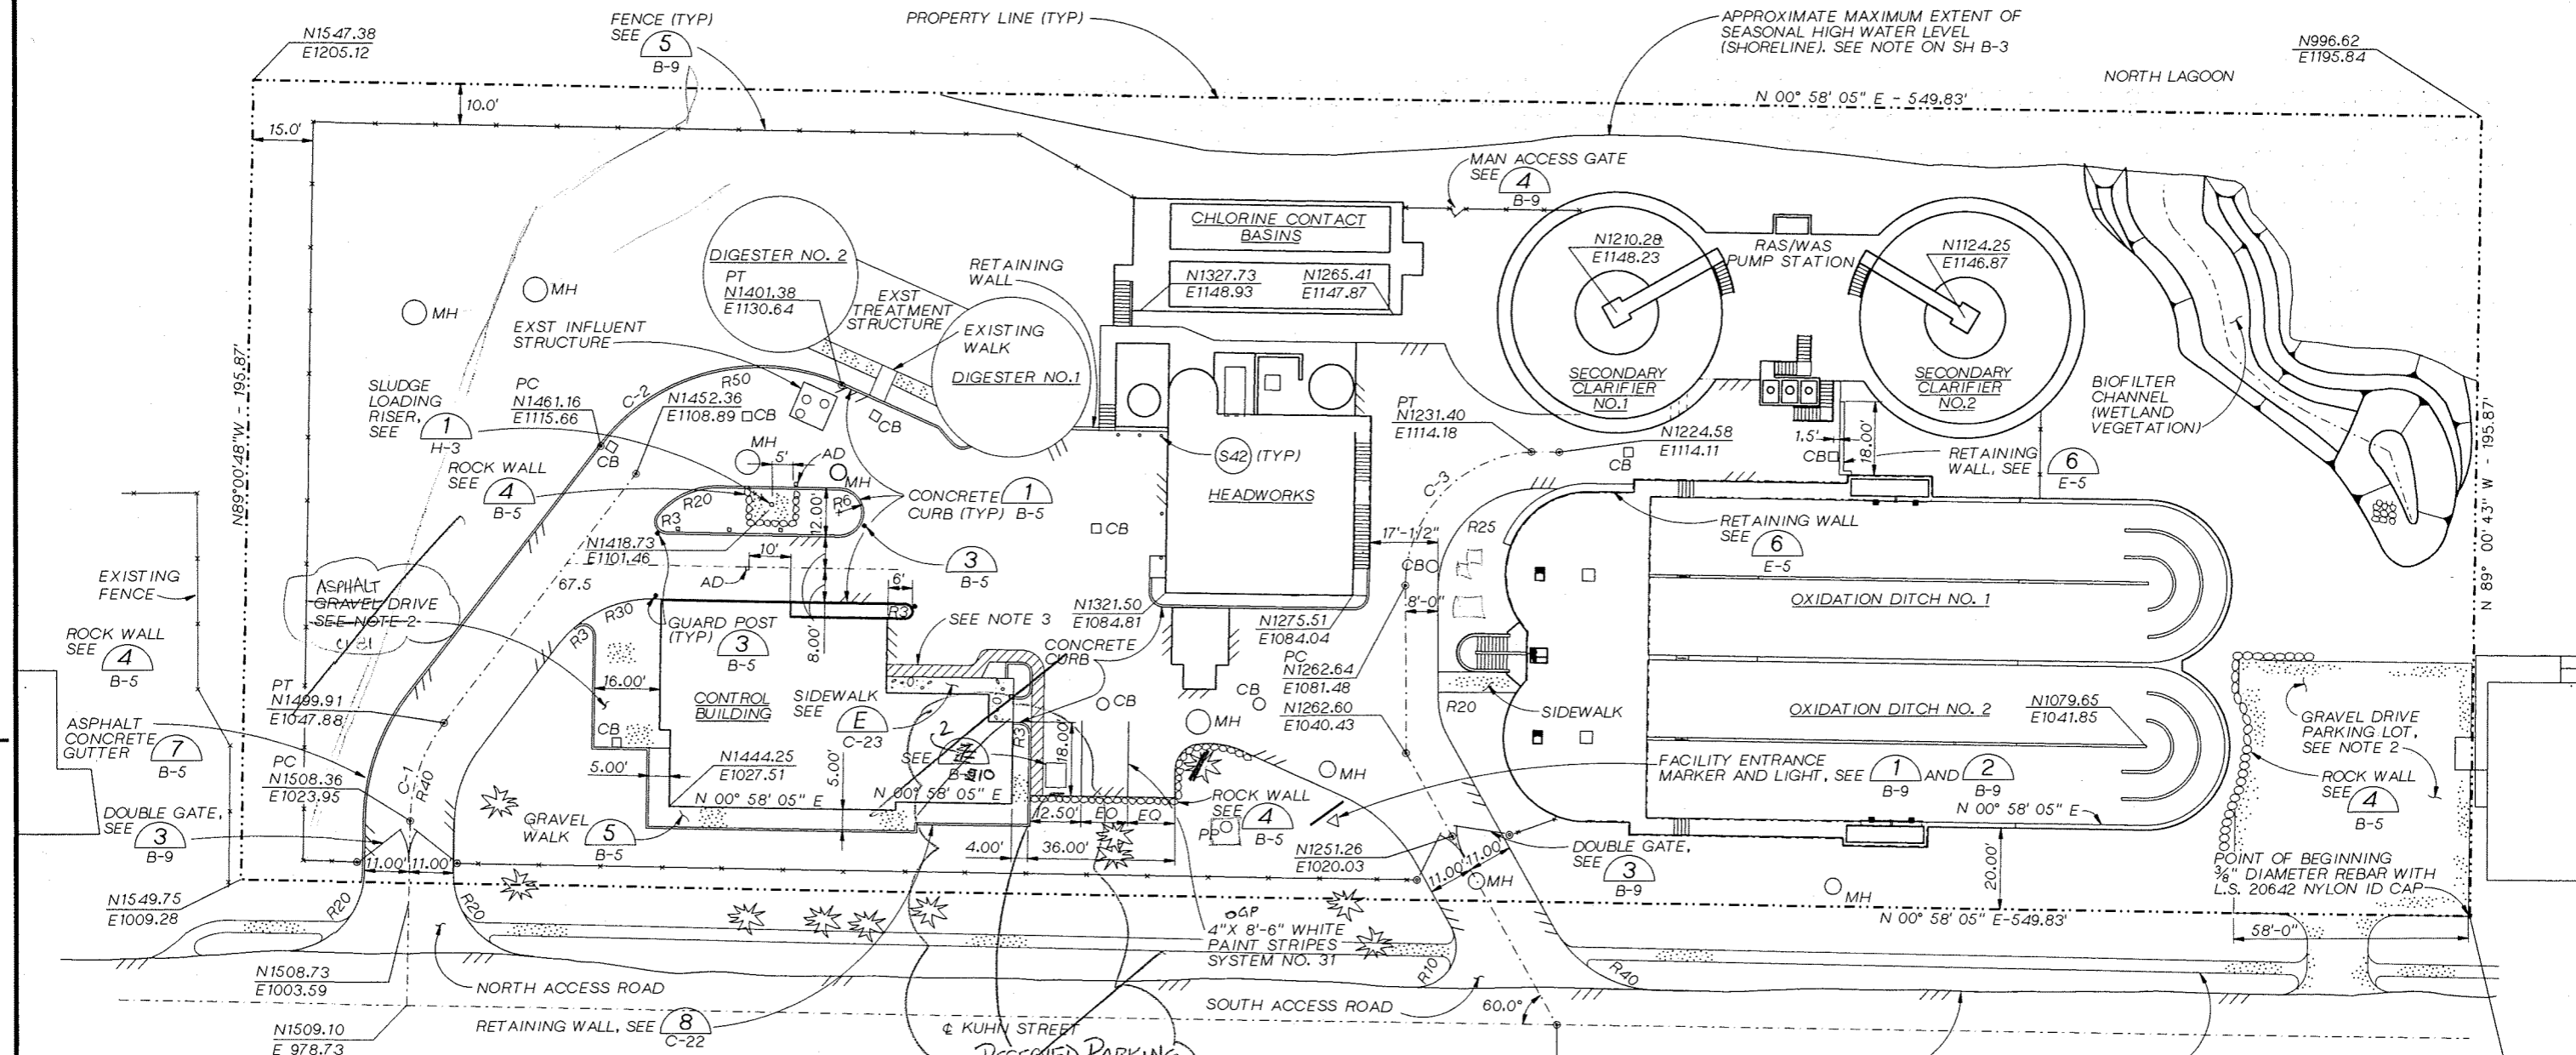 N1547.38
E1205.12
FENCE (TYP)
SEE 5
B-9
PROPERTY LINE (TYP)
APPROXIMATE MAXIMUM EXTENT OF
SEASONAL HIGH WATER LEVEL
(SHORELINE). SEE NOTE ON SH B-3
N996.62
E1195.84
NORTH LAGOON
N 00° 58' 05" E - 549.83'
10.0'
15.0'
MAN ACCESS GATE
SEE 4
B-9
CHLORINE CONTACT
BASINS
N1327.73
E1148.93
N1265.41
E1147.87
N1210.28
E1148.23
RAS/WAS
PUMP STATION
N1124.25
E1146.87
DIGESTER NO. 2
PT
N1401.38
E1130.64
EXST
TREATMENT
STRUCTURE
RETAINING
WALL
EXISTING
WALK
DIGESTER NO.1
MH
MH
EXST INFLUENT
STRUCTURE
N89°00'48"W - 195.87'
SLUDGE
LOADING
RISER,
SEE 1
H-3
PC
N1461.16
E1115.66
C-2
R50
N1452.36
E1108.89
CB
CB
SECONDARY
CLARIFIER
NO.1
SECONDARY
CLARIFIER
NO.2
BIOFILTER
CHANNEL
(WETLAND
VEGETATION)
PT
N1231.40
E1114.18
N1224.58
E1114.11
1.5'
18.00'
CB
CB
RETAINING
WALL, SEE 6
E-5
N 89° 00' 43" W - 195.87'
S42 (TYP)
HEADWORKS
MH
5'
AD
MH
CB
ROCK WALL
SEE 4
B-5
R20
R3
R6
12.00'
CONCRETE 1
CURB (TYP) B-5
CB
C-3
R25
RETAINING WALL
SEE 6
E-5
N1418.73
E1101.46
10'
AD
3
B-5
17'-1/2"
CB
8'-0"
EXISTING
FENCE
ASPHALT
GRAVEL DRIVE
SEE NOTE 2
67.5
R30
R3
6'
R3
GUARD POST
(TYP) 3
B-5
8.00'
SEE NOTE 3
N1321.50
E1084.81
N1275.51
E1084.04
CONCRETE
CURB
PC
N1262.64
E1081.48
OXIDATION DITCH NO. 1
ROCK WALL
SEE 4
B-5
16.00'
CONTROL
BUILDING
SIDEWALK
SEE E
C-23
CB
CB
MH
N1262.60
E1040.43
R20
SIDEWALK
OXIDATION DITCH NO. 2
N1079.65
E1041.85
GRAVEL DRIVE
PARKING LOT,
SEE NOTE 2
PT
N1499.91
E1047.88
ASPHALT
CONCRETE
GUTTER 7
B-5
CB
N1444.25
E1027.51
5.00'
5.00'
SEE
2
R3
18.00'
MH
FACILITY ENTRANCE
MARKER AND LIGHT, SEE 1 AND 2
B-9 B-9
ROCK WALL
SEE 4
B-5
PC
N1508.36
E1023.95
C-1
R40
N 00° 58' 05" E
N 00° 58' 05" E
N 00° 58' 05" E
DOUBLE GATE,
SEE 3
B-9
GRAVEL 5
WALK B-5
12.50'
EQ
EQ
ROCK WALL
SEE 4
B-5
PP
11.00' 11.00'
4.00'
36.00'
N1251.26
E1020.03
11.00' 11.00'
DOUBLE GATE,
SEE 3
B-9
MH
MH
20.00'
POINT OF BEGINNING
3/8" DIAMETER REBAR WITH
L.S. 20642 NYLON ID CAP
N1549.75
E1009.28
R20
R20
GP
4"X 8'-6" WHITE
PAINT STRIPES
SYSTEM NO. 31
N 00° 58' 05" E-549.83'
58'-0"
N1508.73
E1003.59
NORTH ACCESS ROAD
R10
R40
SOUTH ACCESS ROAD
60.0°
N1509.10
E 978.73
RETAINING WALL, SEE 8
C-22
℄ KUHN STREET
RESERVED PARKING